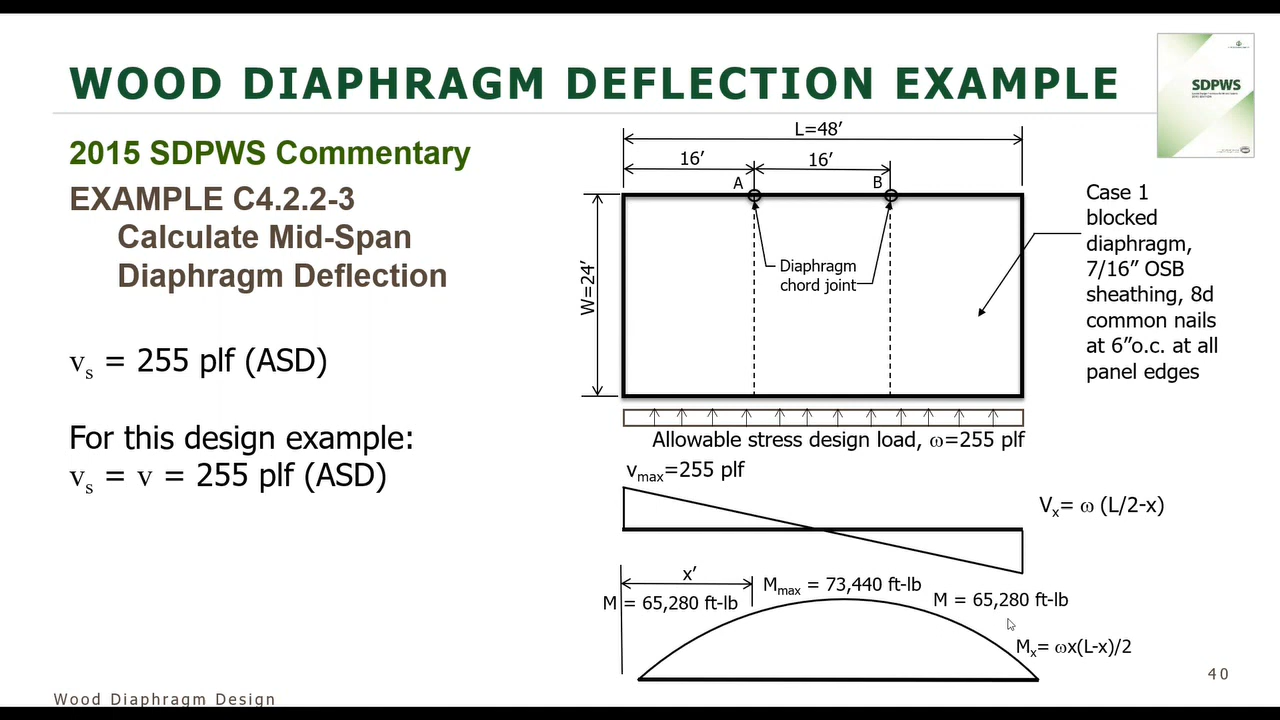 WOOD DIAPHRAGM DEFLECTION EXAMPLE
SDPWS
2015 SDPWS Commentary
EXAMPLE C4.2.2-3
Calculate Mid-Span
Diaphragm Deflection
vs = 255 plf (ASD)
For this design example:
vs = v = 255 plf (ASD)
L=48’
16’
16’
A
B
W=24’
Diaphragm
chord joint
Case 1
blocked
diaphragm,
7/16” OSB
sheathing, 8d
common nails
at 6”o.c. at all
panel edges
Allowable stress design load, ω=255 plf
vmax=255 plf
Vx= ω (L/2-x)
x’
M = 65,280 ft-lb
Mmax = 73,440 ft-lb
M = 65,280 ft-lb
Mx= ωx(L-x)/2
40
Wood Diaphragm Design